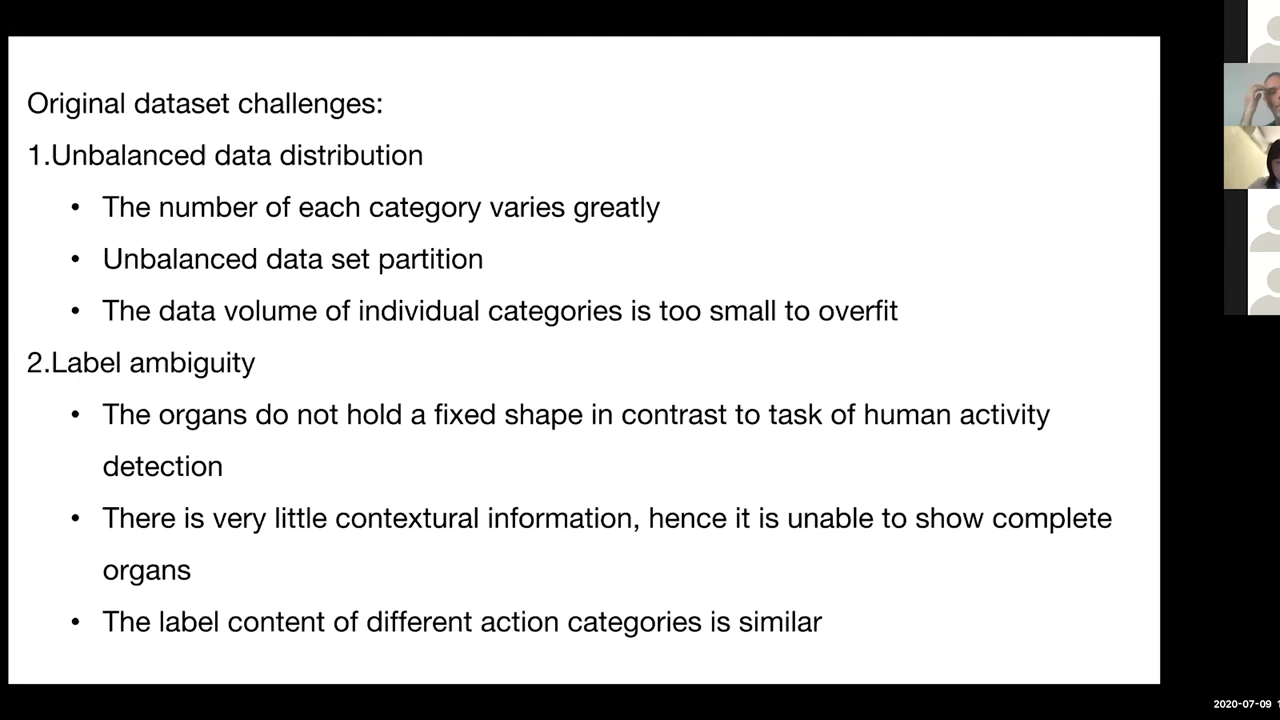 Original dataset challenges:
1.Unbalanced data distribution
• The number of each category varies greatly
• Unbalanced data set partition
• The data volume of individual categories is too small to overfit
2.Label ambiguity
• The organs do not hold a fixed shape in contrast to task of human activity
detection
• There is very little contextural information, hence it is unable to show complete
organs
• The label content of different action categories is similar
2020-07-09